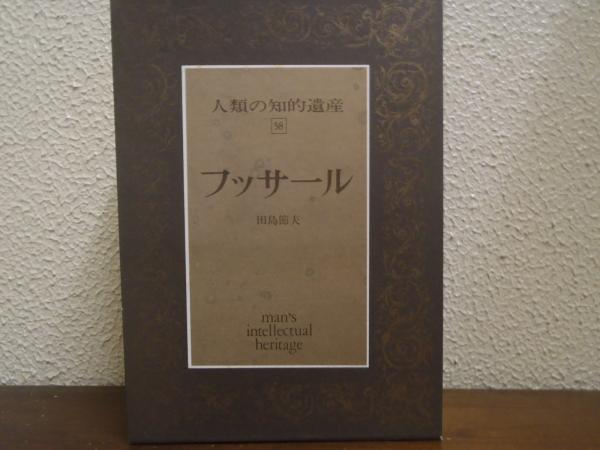 人類の知的遺産
58
フッサール
田島節夫
man's
intellectual
heritage